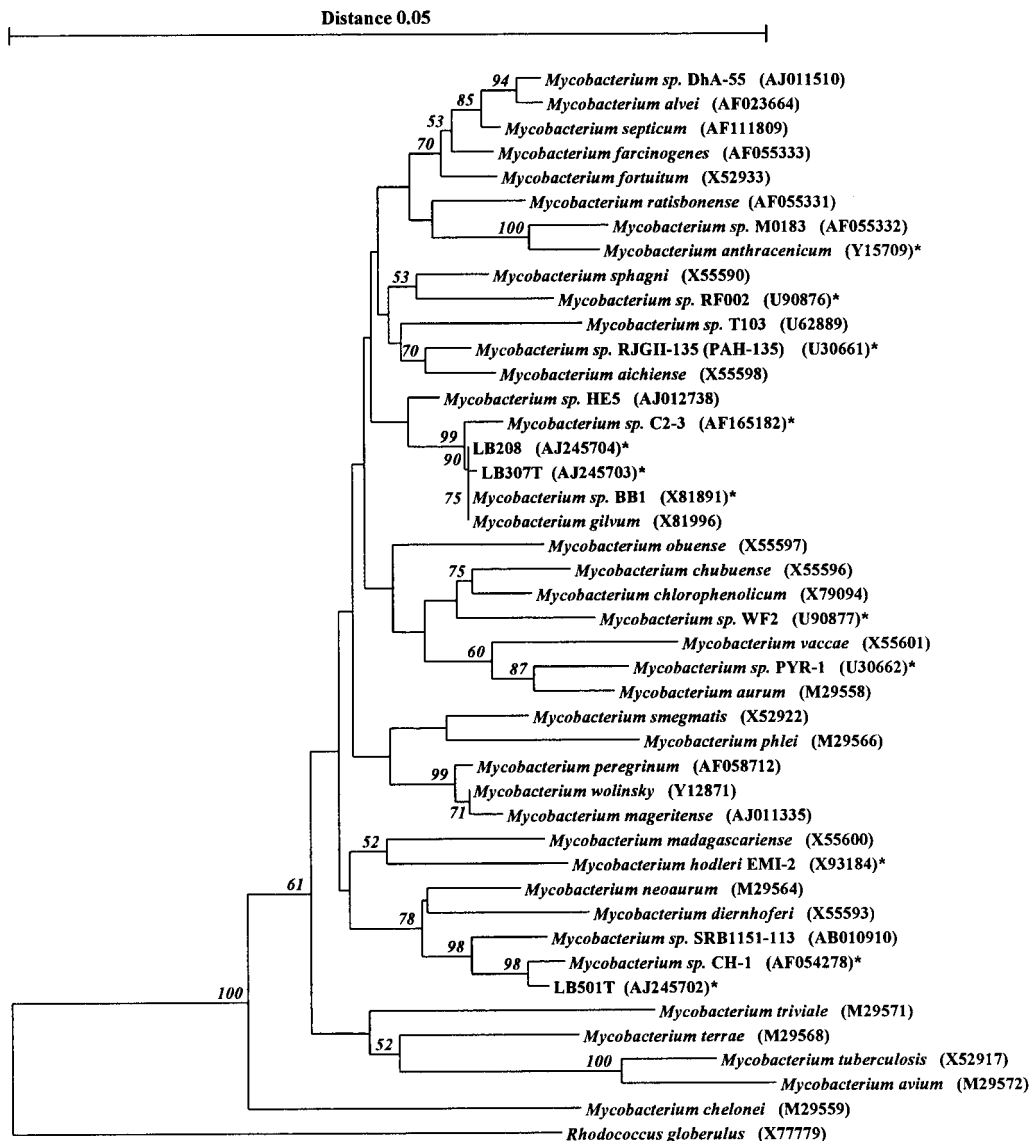 Distance 0.05
94 Mycobacterium sp. DhA-55 (AJ011510)
Mycobacterium alvei (AF023664)
85
Mycobacterium septicum (AF111809)
53
Mycobacterium farcinogenes (AF055333)
70
Mycobacterium fortuitum (X52933)
Mycobacterium ratisbonense (AF055331)
100 Mycobacterium sp. M0183 (AF055332)
Mycobacterium anthracenicum (Y15709)*
53 Mycobacterium sphagni (X55590)
Mycobacterium sp. RF002 (U90876)*
Mycobacterium sp. T103 (U62889)
70 Mycobacterium sp. RJGII-135 (PAH-135) (U30661)*
Mycobacterium aichiense (X55598)
Mycobacterium sp. HE5 (AJ012738)
Mycobacterium sp. C2-3 (AF165182)*
99 LB208 (AJ245704)*
90 LB307T (AJ245703)*
75 Mycobacterium sp. BB1 (X81891)*
Mycobacterium gilvum (X81996)
Mycobacterium obuense (X55597)
75 Mycobacterium chubuense (X55596)
Mycobacterium chlorophenolicum (X79094)
Mycobacterium sp. WF2 (U90877)*
60 Mycobacterium vaccae (X55601)
87 Mycobacterium sp. PYR-1 (U30662)*
Mycobacterium aurum (M29558)
Mycobacterium smegmatis (X52922)
Mycobacterium phlei (M29566)
99 Mycobacterium peregrinum (AF058712)
Mycobacterium wolinsky (Y12871)
71 Mycobacterium mageritense (AJ011335)
52 Mycobacterium madagascariense (X55600)
Mycobacterium hodleri EMI-2 (X93184)*
61 Mycobacterium neoaurum (M29564)
78 Mycobacterium diernhoferi (X55593)
98 Mycobacterium sp. SRB1151-113 (AB010910)
98 Mycobacterium sp. CH-1 (AF054278)*
LB501T (AJ245702)*
100
Mycobacterium triviale (M29571)
52 Mycobacterium terrae (M29568)
100 Mycobacterium tuberculosis (X52917)
Mycobacterium avium (M29572)
Mycobacterium chelonei (M29559)
Rhodococcus globerulus (X77779)